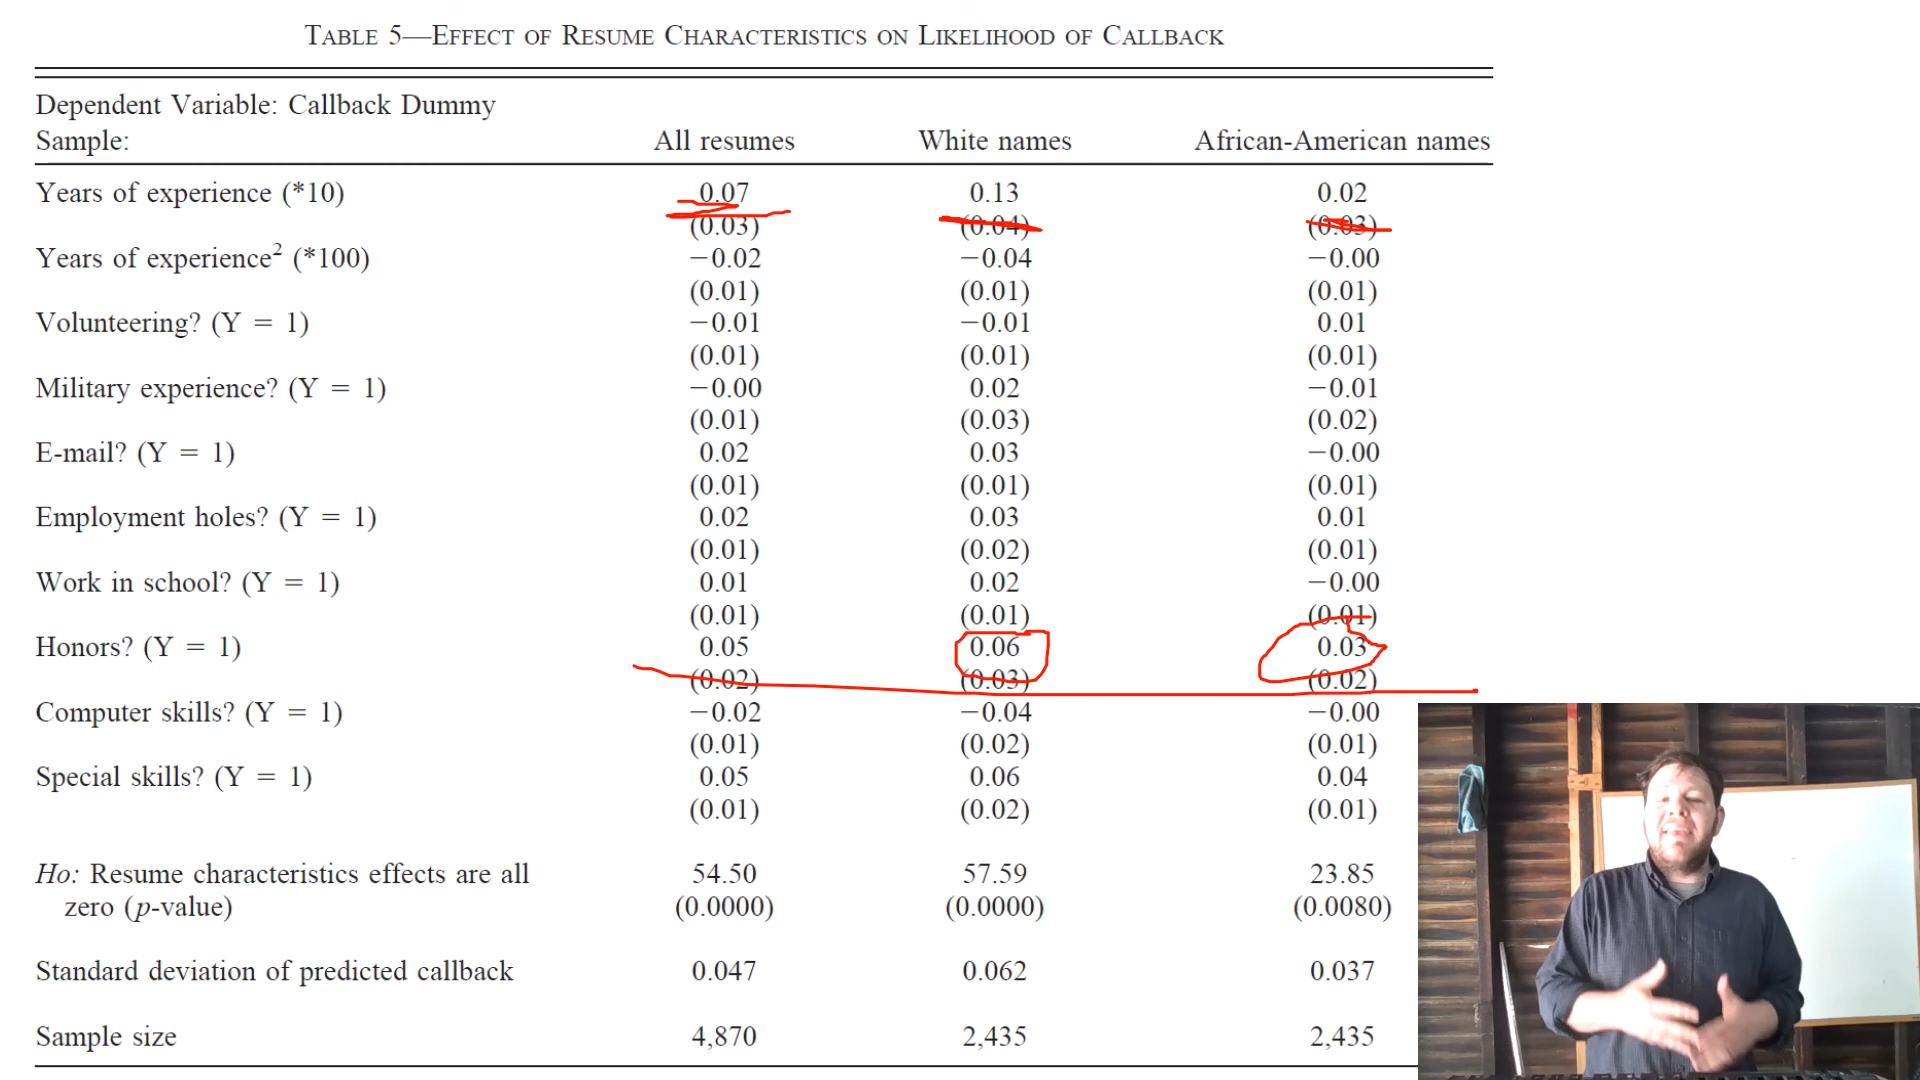 TABLE 5—EFFECT OF RESUME CHARACTERISTICS ON LIKELIHOOD OF CALLBACK
Dependent Variable: Callback Dummy
Sample: All resumes White names African-American names
Years of experience (*10) 0.07 0.13 0.02
(0.03) (0.04) (0.03)
Years of experience² (*100) −0.02 −0.04 −0.00
(0.01) (0.01) (0.01)
Volunteering? (Y = 1) −0.01 −0.01 0.01
(0.01) (0.01) (0.01)
Military experience? (Y = 1) −0.00 0.02 −0.01
(0.01) (0.03) (0.02)
E-mail? (Y = 1) 0.02 0.03 −0.00
(0.01) (0.01) (0.01)
Employment holes? (Y = 1) 0.02 0.03 0.01
(0.01) (0.02) (0.01)
Work in school? (Y = 1) 0.01 0.02 −0.00
(0.01) (0.01) (0.01)
Honors? (Y = 1) 0.05 0.06 0.03
(0.02) (0.03) (0.02)
Computer skills? (Y = 1) −0.02 −0.04 −0.00
(0.01) (0.02) (0.01)
Special skills? (Y = 1) 0.05 0.06 0.04
(0.01) (0.02) (0.01)
Ho: Resume characteristics effects are all 54.50 57.59 23.85
zero (p-value) (0.0000) (0.0000) (0.0080)
Standard deviation of predicted callback 0.047 0.062 0.037
Sample size 4,870 2,435 2,435